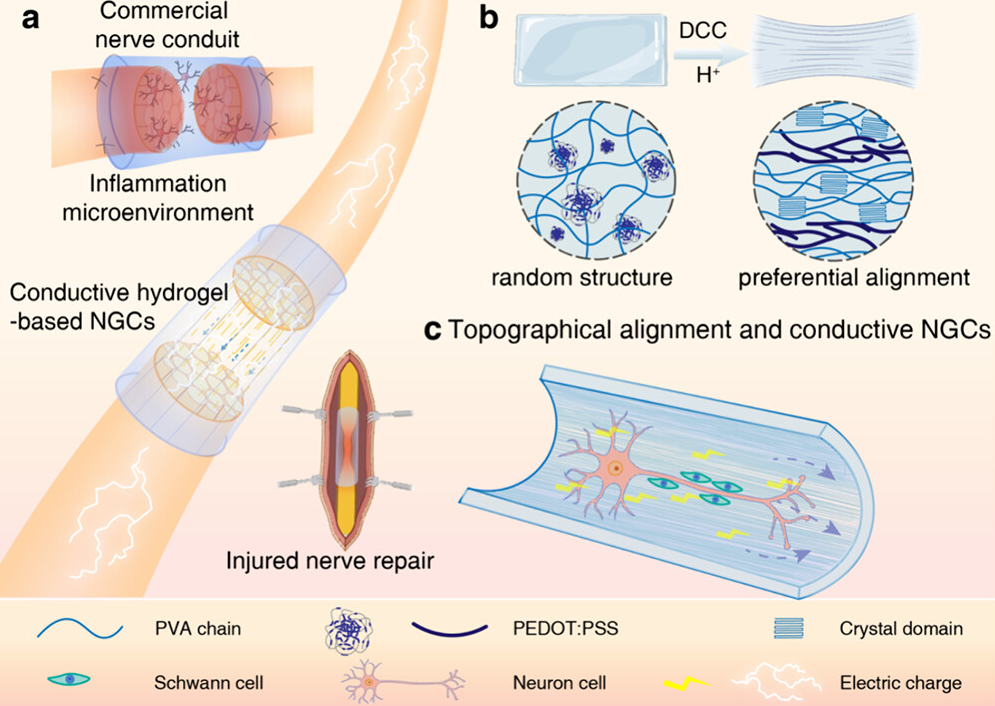 a
Commercial
nerve conduit
Inflammation
microenvironment
Conductive hydrogel
-based NGCs
Injured nerve repair
b
DCC
H⁺
random structure
preferential alignment
c Topographical alignment and conductive NGCs
PVA chain
PEDOT:PSS
Crystal domain
Schwann cell
Neuron cell
Electric charge